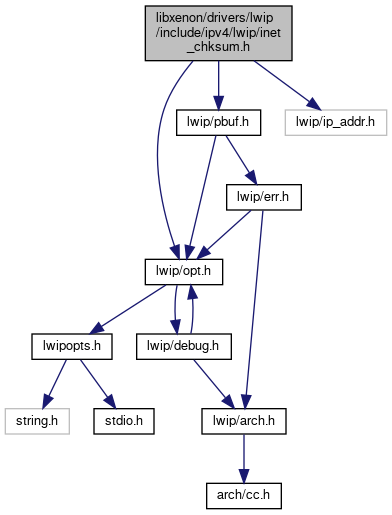 libxenon/drivers/lwip
/include/ipv4/lwip/inet
_chksum.h
lwip/pbuf.h
lwip/ip_addr.h
lwip/err.h
lwip/opt.h
lwipopts.h
lwip/debug.h
string.h
stdio.h
lwip/arch.h
arch/cc.h